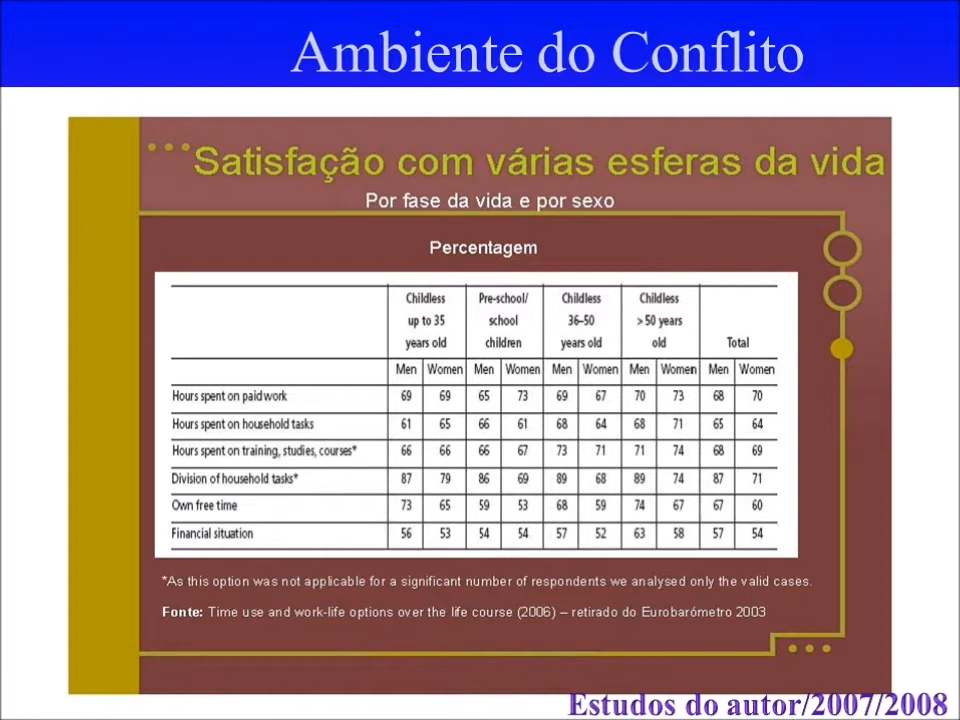 Ambiente do Conflito
Satisfação com várias esferas da vida
Por fase da vida e por sexo
Percentagem
Childless up to 35 years old Pre-school/ school children Childless 36–50 years old Childless > 50 years old Total
Men Women Men Women Men Women Men Women Men Women
Hours spent on paid work 69 69 65 73 69 67 70 73 68 70
Hours spent on household tasks 61 65 66 61 68 64 68 71 65 64
Hours spent on training, studies, courses* 66 66 66 67 73 71 71 74 68 69
Division of household tasks* 87 79 86 69 89 68 89 74 87 71
Own free time 73 65 59 53 68 59 74 67 67 60
Financial situation 56 53 54 54 57 52 63 58 57 54
*As this option was not applicable for a significant number of respondents we analysed only the valid cases.
Fonte: Time use and work-life options over the life course (2006) – retirado do Eurobarómetro 2003
Estudos do autor/2007/2008